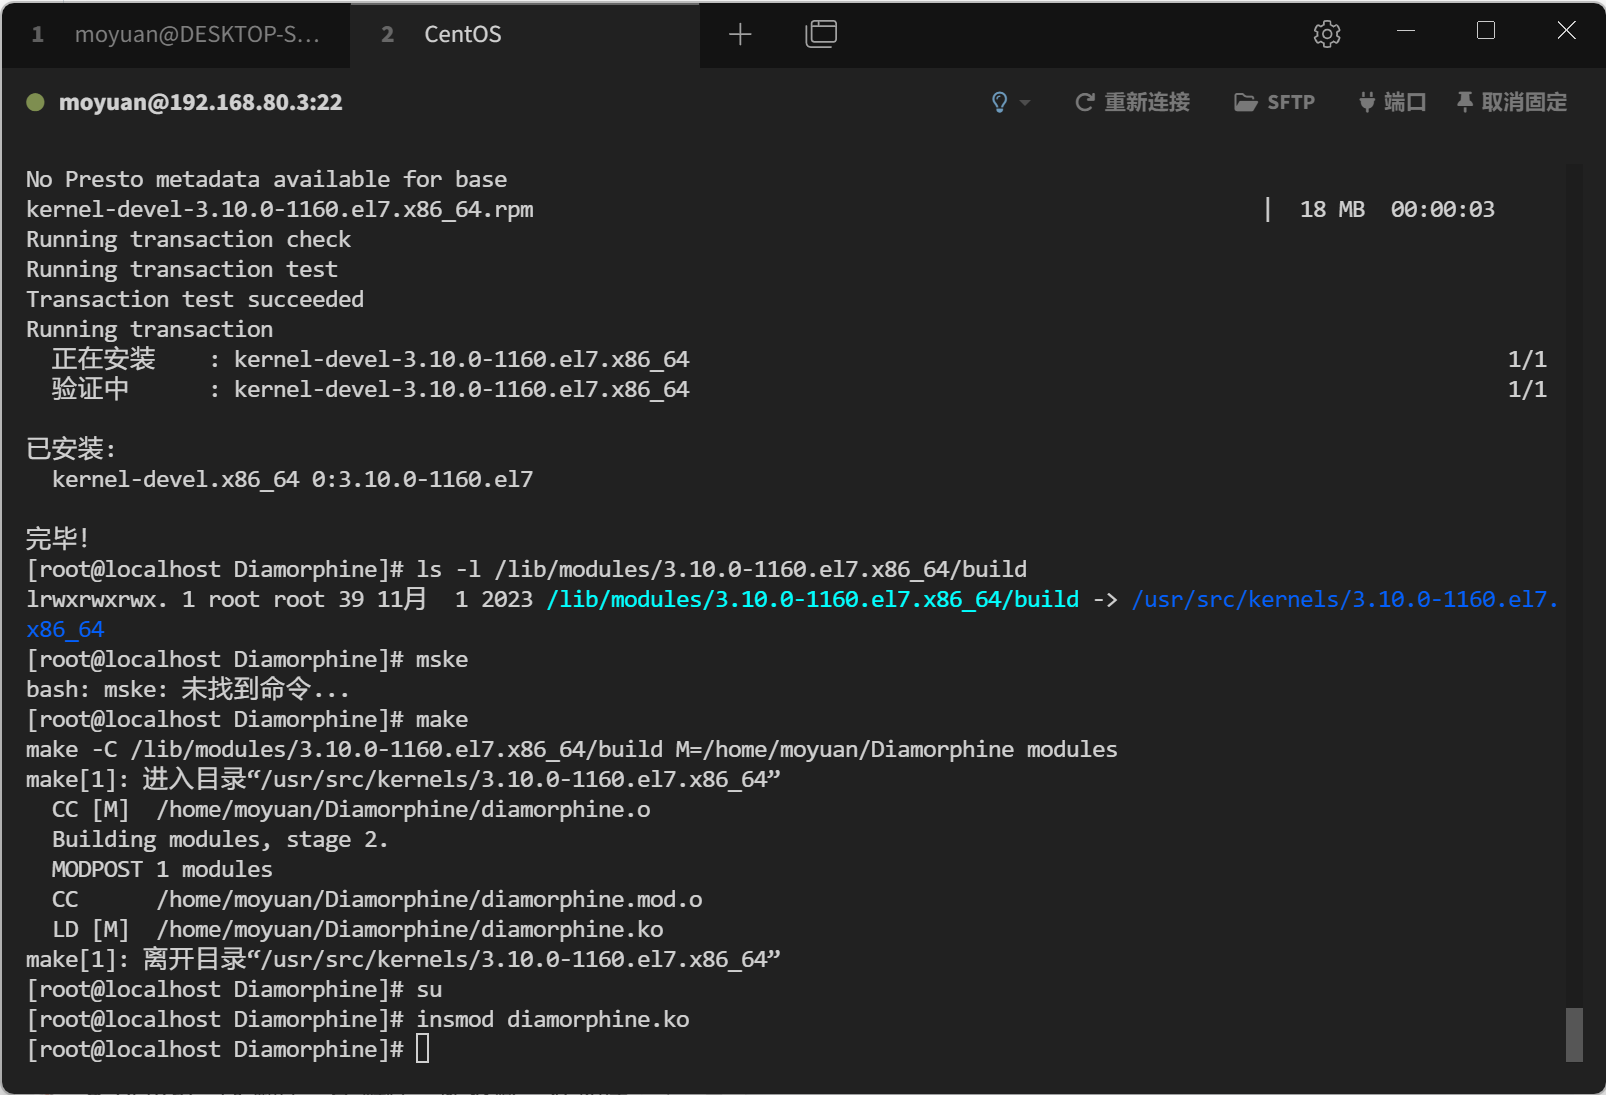 1 moyuan@DESKTOP-S... 2 CentOS
moyuan@192.168.80.3:22 重新连接 SFTP 端口 取消固定
No Presto metadata available for base
kernel-devel-3.10.0-1160.el7.x86_64.rpm | 18 MB 00:00:03
Running transaction check
Running transaction test
Transaction test succeeded
Running transaction
正在安装 : kernel-devel-3.10.0-1160.el7.x86_64 1/1
验证中 : kernel-devel-3.10.0-1160.el7.x86_64 1/1
已安装:
kernel-devel.x86_64 0:3.10.0-1160.el7
完毕!
[root@localhost Diamorphine]# ls -l /lib/modules/3.10.0-1160.el7.x86_64/build
lrwxrwxrwx. 1 root root 39 11月 1 2023 /lib/modules/3.10.0-1160.el7.x86_64/build -> /usr/src/kernels/3.10.0-1160.el7.
x86_64
[root@localhost Diamorphine]# mske
bash: mske: 未找到命令...
[root@localhost Diamorphine]# make
make -C /lib/modules/3.10.0-1160.el7.x86_64/build M=/home/moyuan/Diamorphine modules
make[1]: 进入目录“/usr/src/kernels/3.10.0-1160.el7.x86_64”
CC [M] /home/moyuan/Diamorphine/diamorphine.o
Building modules, stage 2.
MODPOST 1 modules
CC /home/moyuan/Diamorphine/diamorphine.mod.o
LD [M] /home/moyuan/Diamorphine/diamorphine.ko
make[1]: 离开目录“/usr/src/kernels/3.10.0-1160.el7.x86_64”
[root@localhost Diamorphine]# su
[root@localhost Diamorphine]# insmod diamorphine.ko
[root@localhost Diamorphine]#